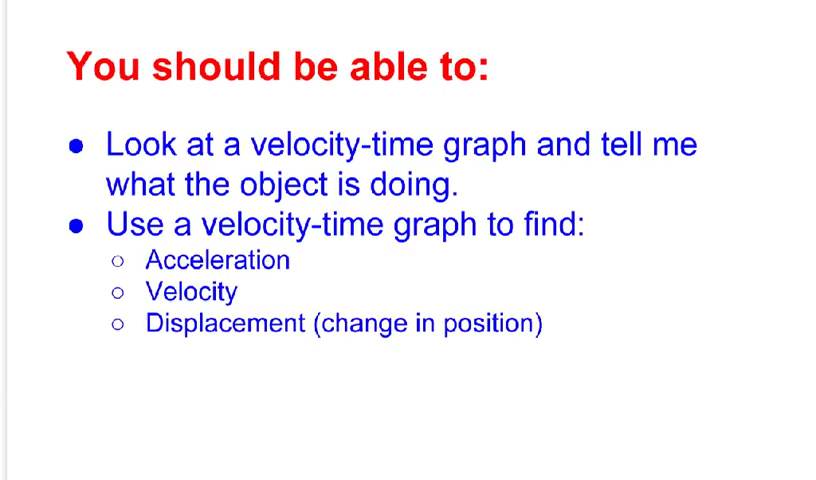 You should be able to:
● Look at a velocity-time graph and tell me
what the object is doing.
● Use a velocity-time graph to find:
○ Acceleration
○ Velocity
○ Displacement (change in position)